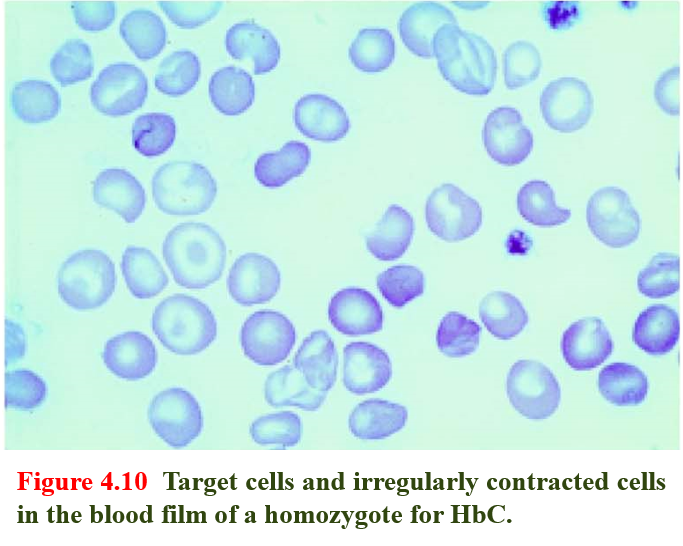 Figure 4.10 Target cells and irregularly contracted cells
in the blood film of a homozygote for HbC.